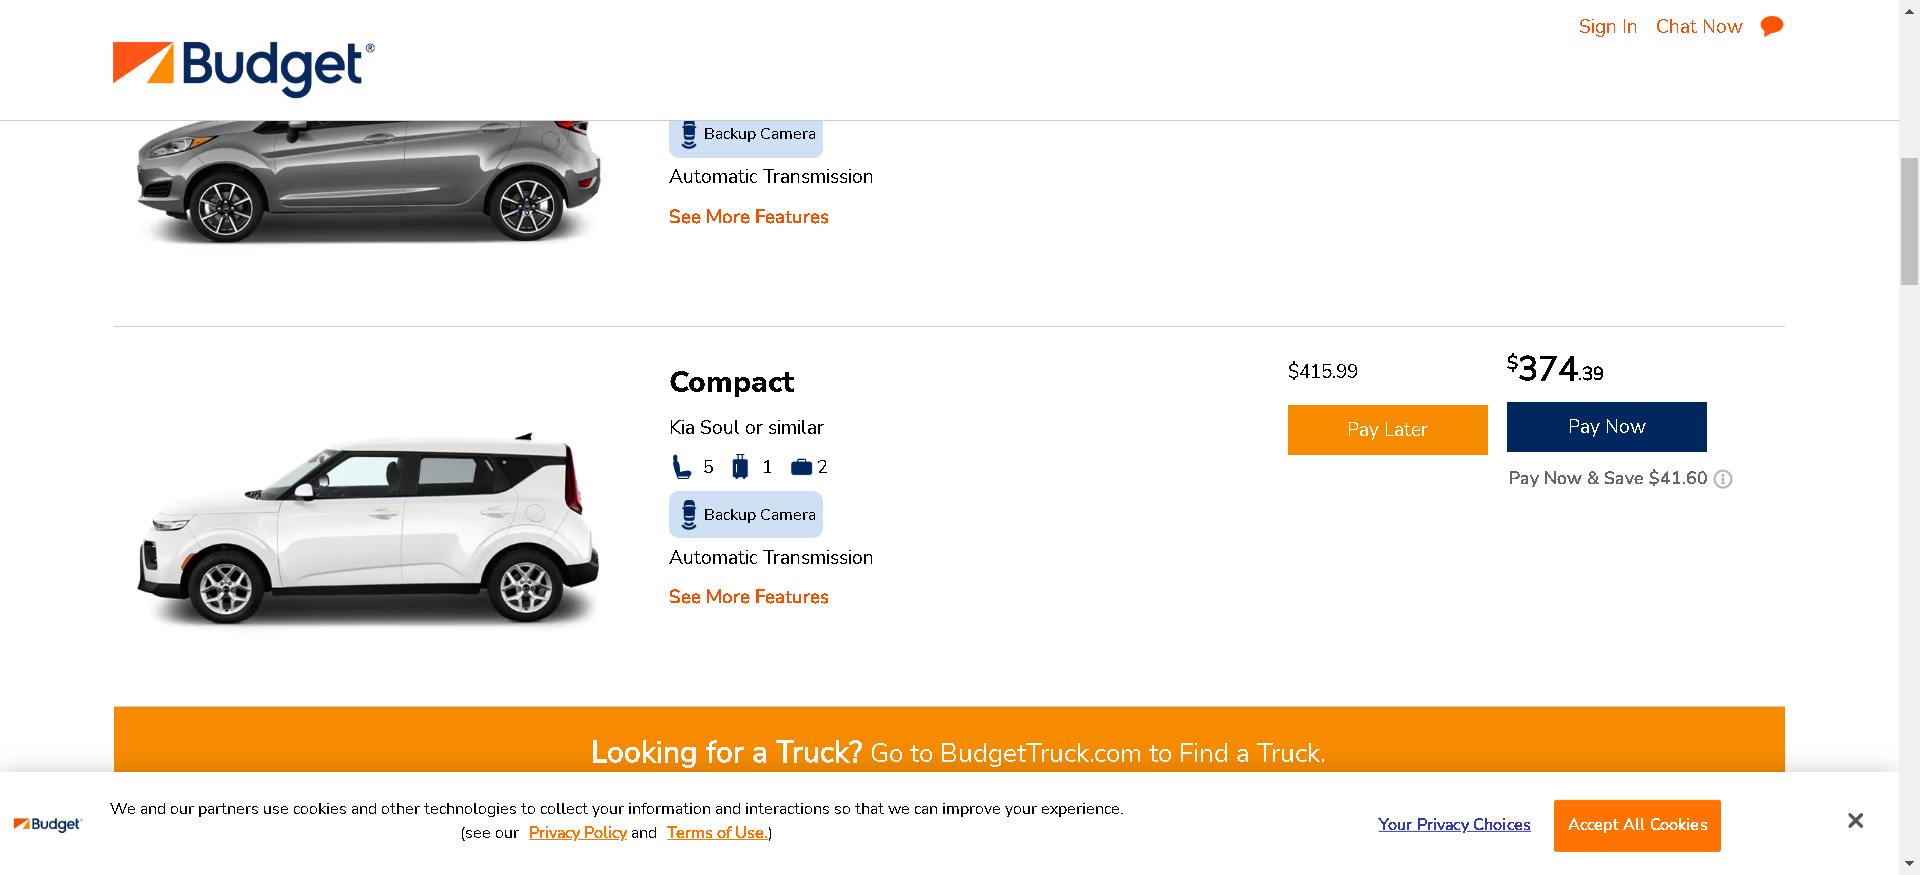 Sign In Chat Now
Budget®
Backup Camera
Automatic Transmission
See More Features
Compact
Kia Soul or similar
5 1 2
Backup Camera
Automatic Transmission
See More Features
$415.99
Pay Later
$374.39
Pay Now
Pay Now & Save $41.60
Looking for a Truck? Go to BudgetTruck.com to Find a Truck.
Budget
We and our partners use cookies and other technologies to collect your information and interactions so that we can improve your experience.
(see our Privacy Policy and Terms of Use.)
Your Privacy Choices
Accept All Cookies